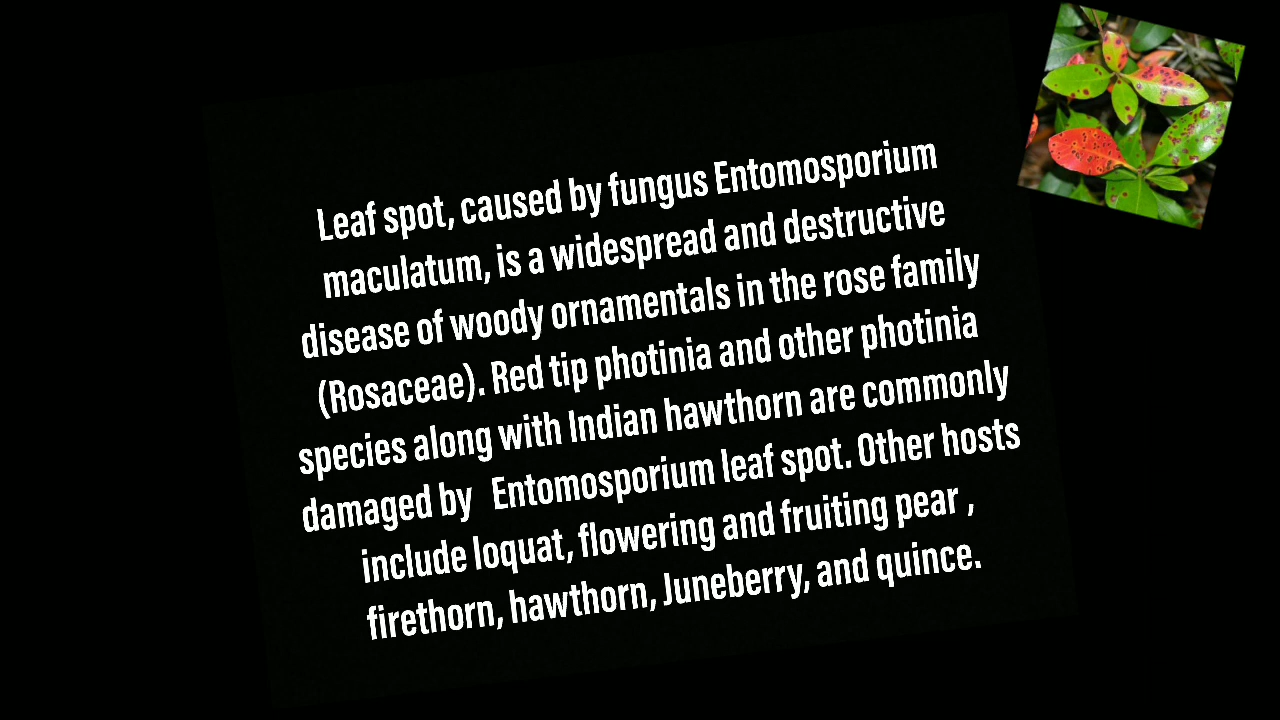 Leaf spot, caused by fungus Entomosporium
maculatum, is a widespread and destructive
disease of woody ornamentals in the rose family
(Rosaceae). Red tip photinia and other photinia
species along with Indian hawthorn are commonly
damaged by Entomosporium leaf spot. Other hosts
include loquat, flowering and fruiting pear ,
firethorn, hawthorn, Juneberry, and quince.